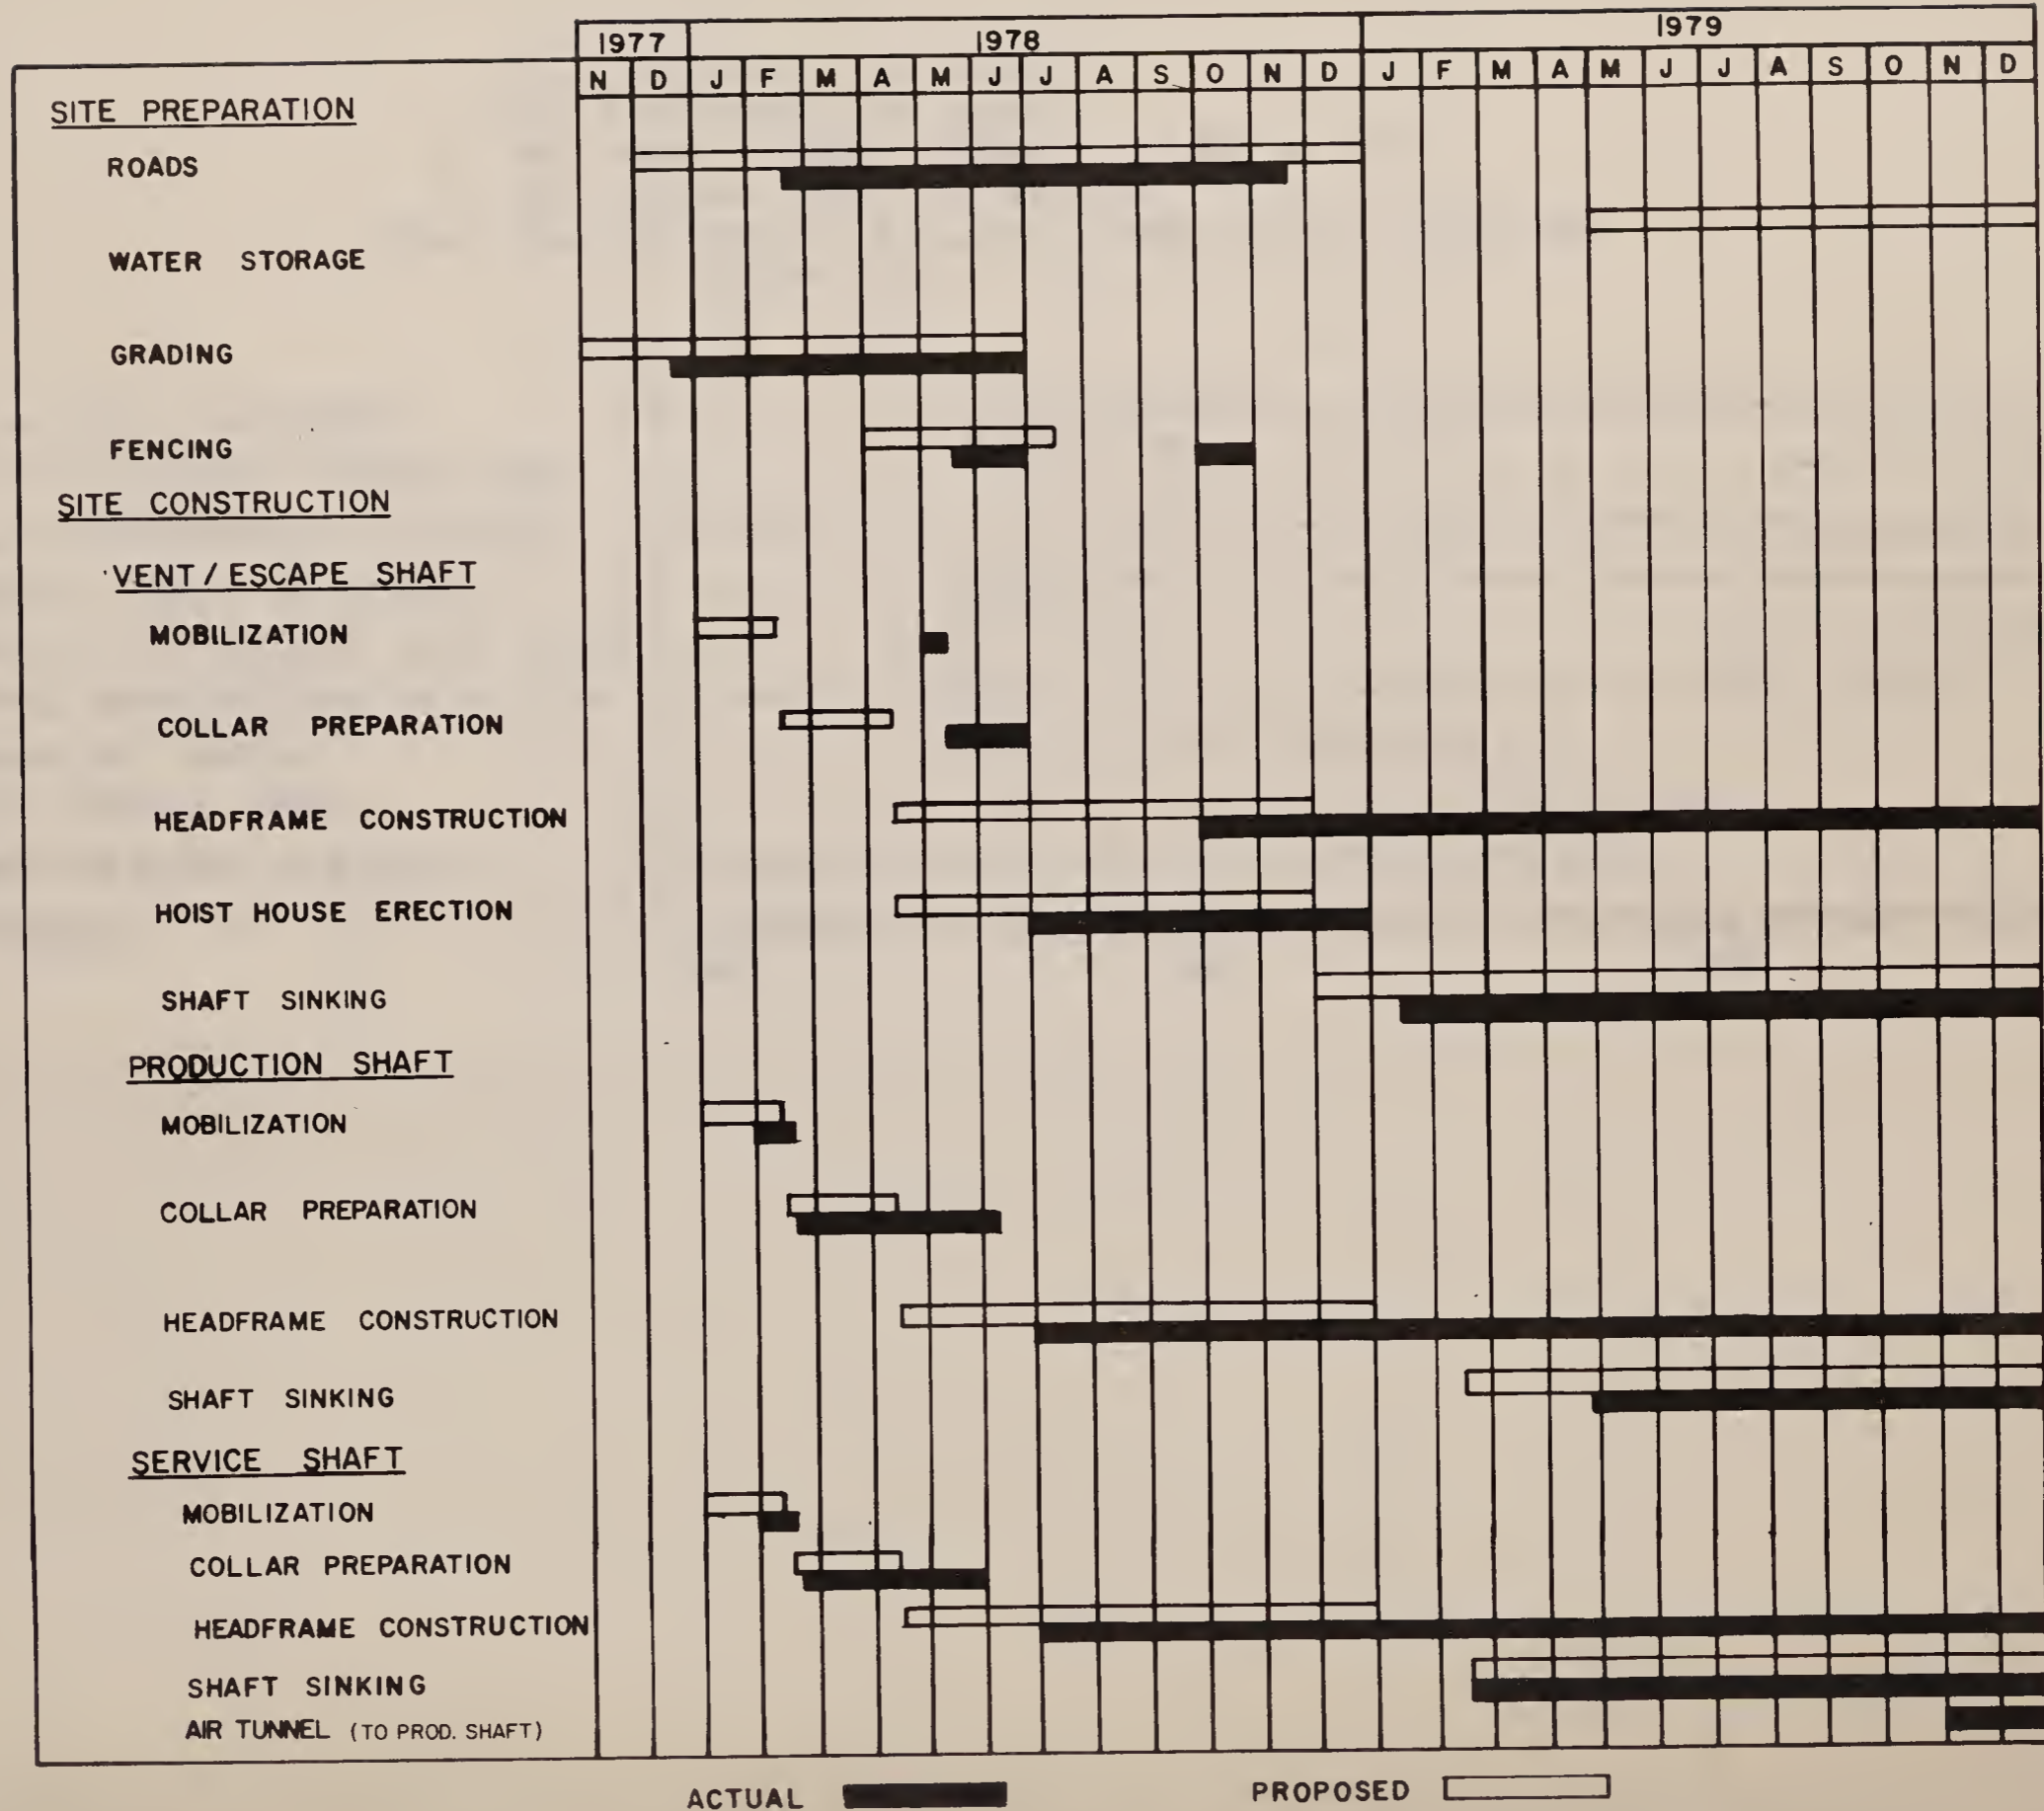 1977 1978 1979
N D J F M A M J J A S O N D J F M A M J J A S O N D
SITE PREPARATION
ROADS
WATER STORAGE
GRADING
FENCING
SITE CONSTRUCTION
VENT / ESCAPE SHAFT
MOBILIZATION
COLLAR PREPARATION
HEADFRAME CONSTRUCTION
HOIST HOUSE ERECTION
SHAFT SINKING
PRODUCTION SHAFT
MOBILIZATION
COLLAR PREPARATION
HEADFRAME CONSTRUCTION
SHAFT SINKING
SERVICE SHAFT
MOBILIZATION
COLLAR PREPARATION
HEADFRAME CONSTRUCTION
SHAFT SINKING
AIR TUNNEL (TO PROD. SHAFT)
ACTUAL PROPOSED